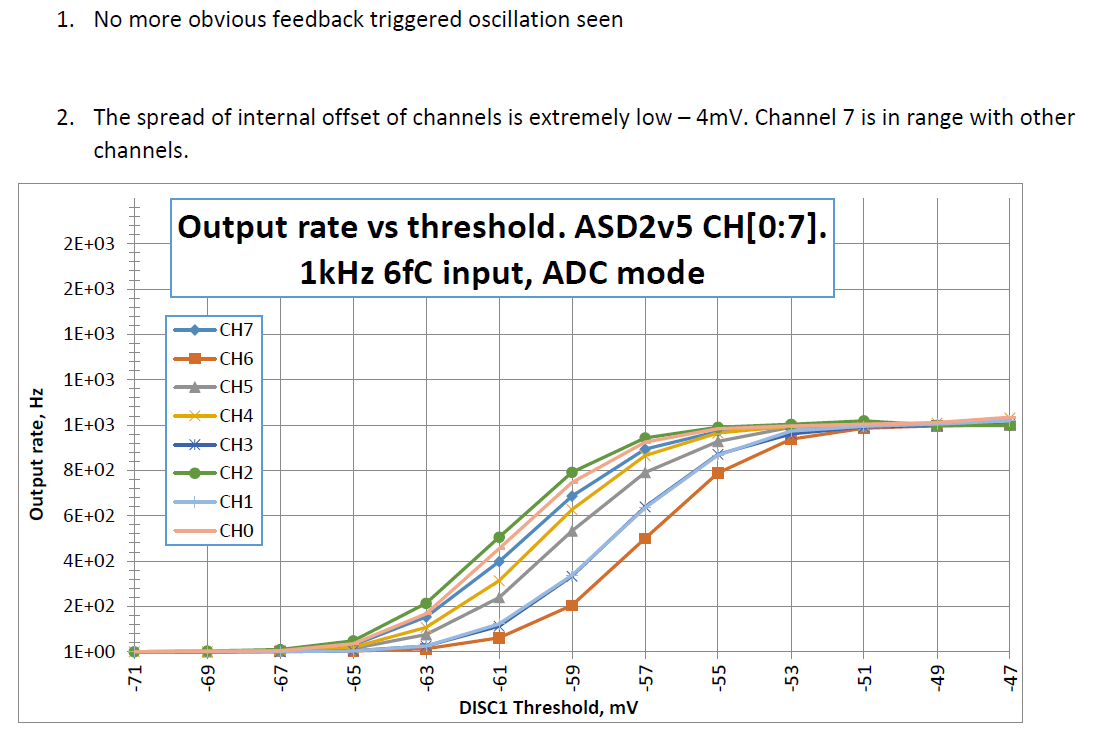 1. No more obvious feedback triggered oscillation seen
2. The spread of internal offset of channels is extremely low – 4mV. Channel 7 is in range with other
channels.
Output rate vs threshold. ASD2v5 CH[0:7].
1kHz 6fC input, ADC mode
2E+03
2E+03
1E+03
1E+03
1E+03
8E+02
6E+02
4E+02
2E+02
1E+00
Output rate, Hz
CH7
CH6
CH5
CH4
CH3
CH2
CH1
CH0
-71
-69
-67
-65
-63
-61
-59
-57
-55
-53
-51
-49
-47
DISC1 Threshold, mV